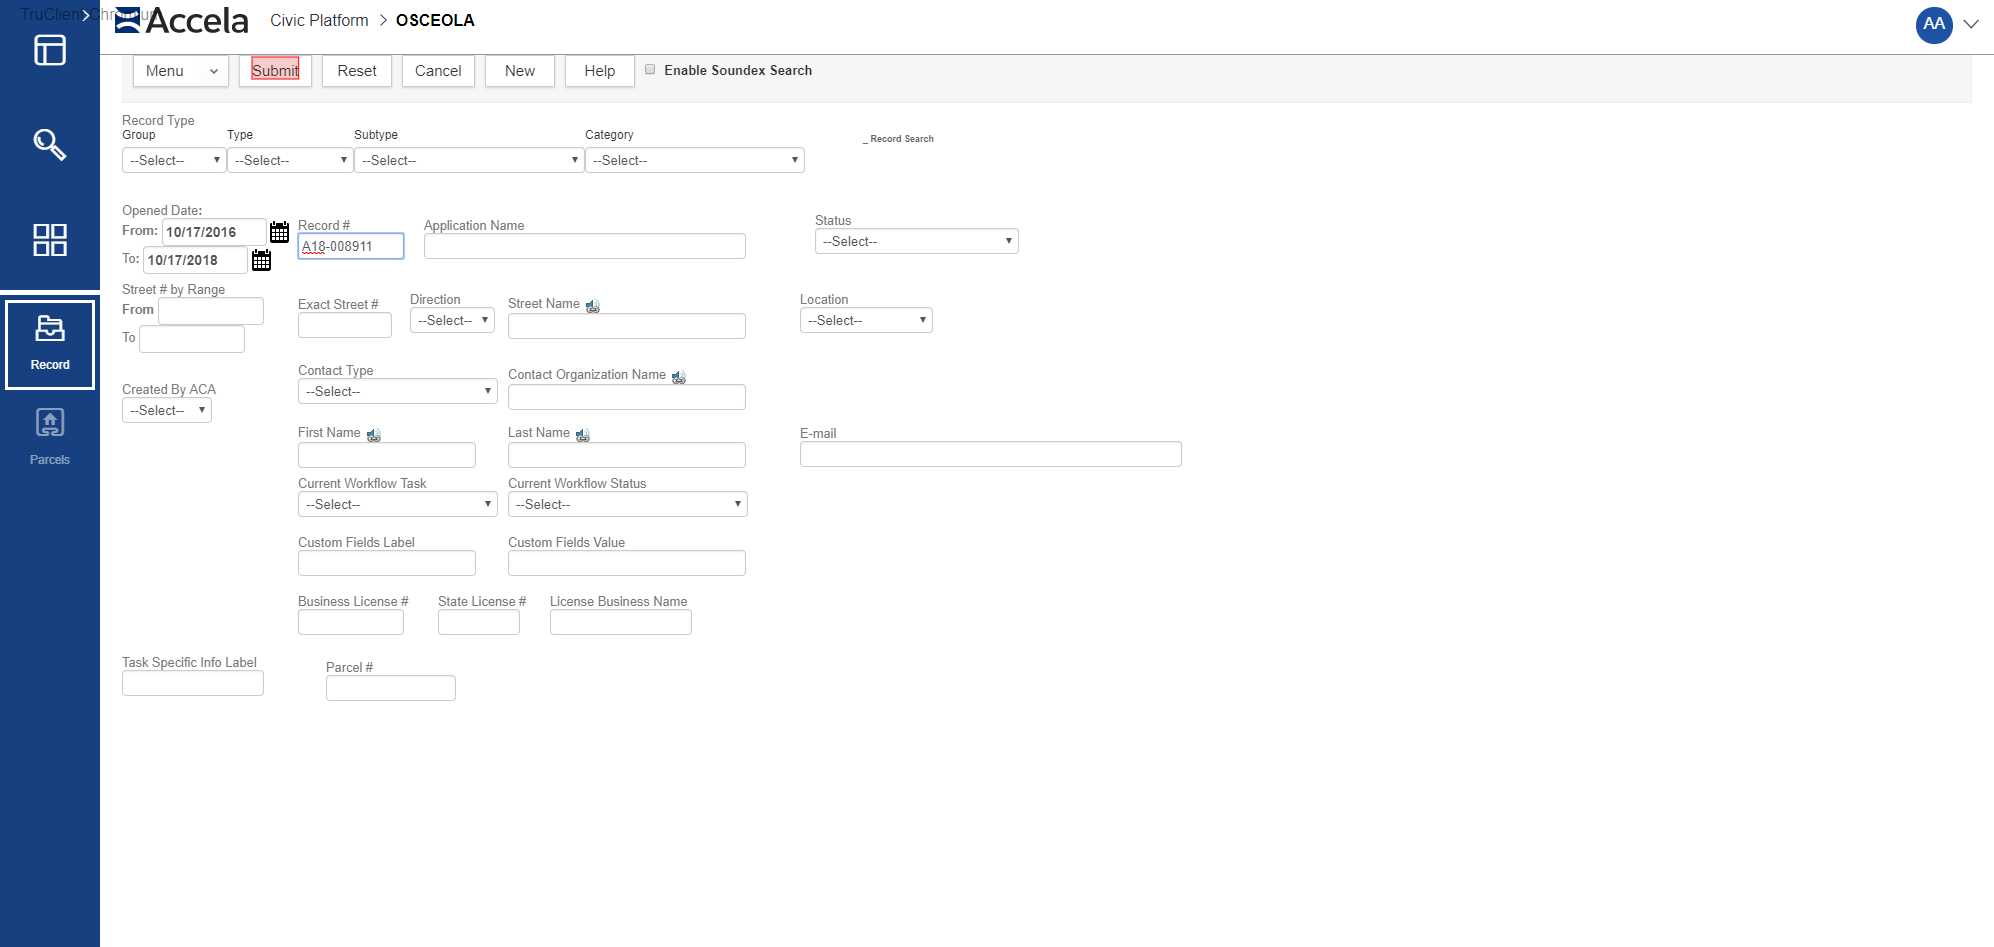 TruClient Chromium
Accela
Civic Platform > OSCEOLA
AA
Menu Submit Reset Cancel New Help Enable Soundex Search
Record Type
Group Type Subtype Category
--Select-- --Select-- --Select-- --Select--
_ Record Search
Opened Date:
From: 10/17/2016
To: 10/17/2018
Record #
A18-008911
Application Name
Status
--Select--
Street # by Range
From
To
Exact Street #
Direction
--Select--
Street Name
Location
--Select--
Record
Parcels
Created By ACA
--Select--
Contact Type
--Select--
Contact Organization Name
First Name
Last Name
E-mail
Current Workflow Task
--Select--
Current Workflow Status
--Select--
Custom Fields Label
Custom Fields Value
Business License #
State License #
License Business Name
Task Specific Info Label
Parcel #